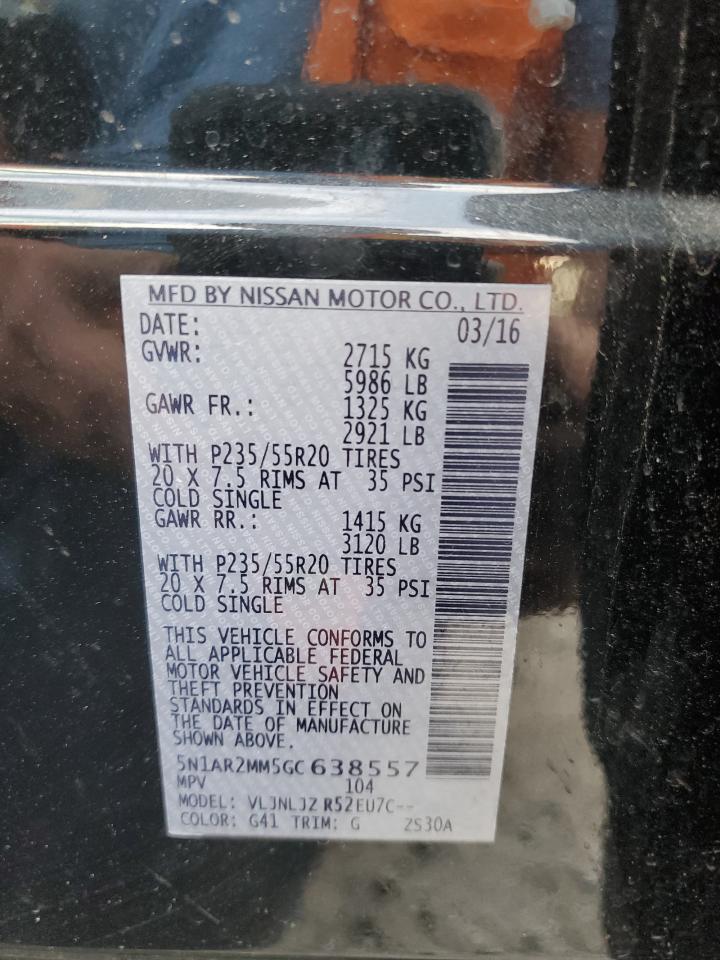 MFD BY NISSAN MOTOR CO., LTD.
DATE: 03/16
GVWR: 2715 KG
5986 LB
GAWR FR.: 1325 KG
2921 LB
WITH P235/55R20 TIRES
20 X 7.5 RIMS AT 35 PSI
COLD SINGLE
GAWR RR.: 1415 KG
3120 LB
WITH P235/55R20 TIRES
20 X 7.5 RIMS AT 35 PSI
COLD SINGLE
THIS VEHICLE CONFORMS TO
ALL APPLICABLE FEDERAL
MOTOR VEHICLE SAFETY AND
THEFT PREVENTION
STANDARDS IN EFFECT ON
THE DATE OF MANUFACTURE
SHOWN ABOVE.
5N1AR2MM5GC638557
MPV 104
MODEL: VLJNLJZ R52EU7C--
COLOR: G41 TRIM: G ZS30A